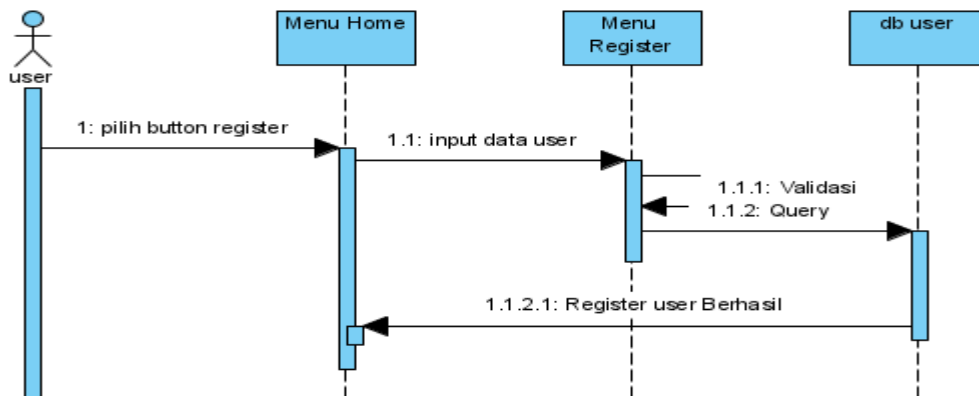 Menu Home
Menu
Register
db user
user
1: pilih button register
1.1: input data user
1.1.1: Validasi
1.1.2: Query
1.1.2.1: Register user Berhasil